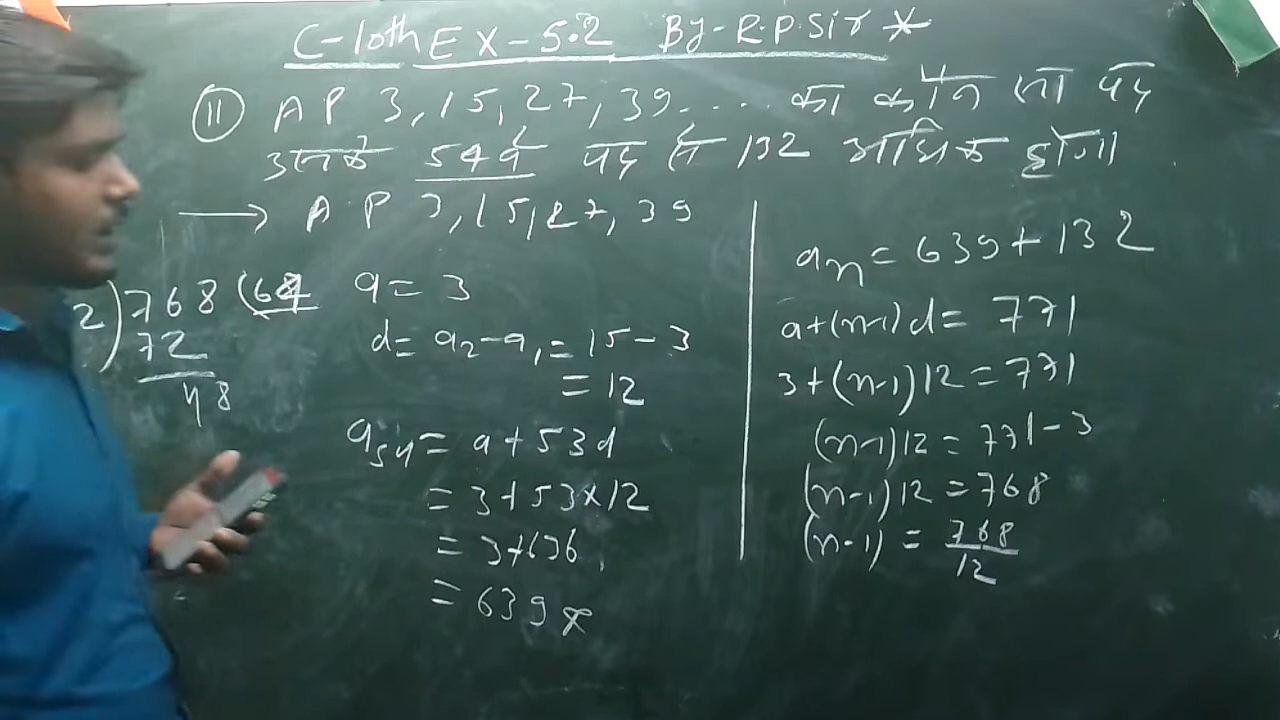 C-10th EX-5.2 By-R.P.Sir *
11 A P 3, 15, 27, 39, .... का कौन सा पद
उसके 54वें पद से 132 अधिक होगा
→ A.P 3, 15, 27, 39
2) 768 (64
72
48
a = 3
d = a2 - a1 = 15 - 3
= 12
a54 = a + 53d
= 3 + 53 × 12
= 3 + 636
= 639
an = 639 + 132
a + (n-1)d = 771
3 + (n-1)12 = 771
(n-1)12 = 771 - 3
(n-1)12 = 768
(n-1) = 768/12